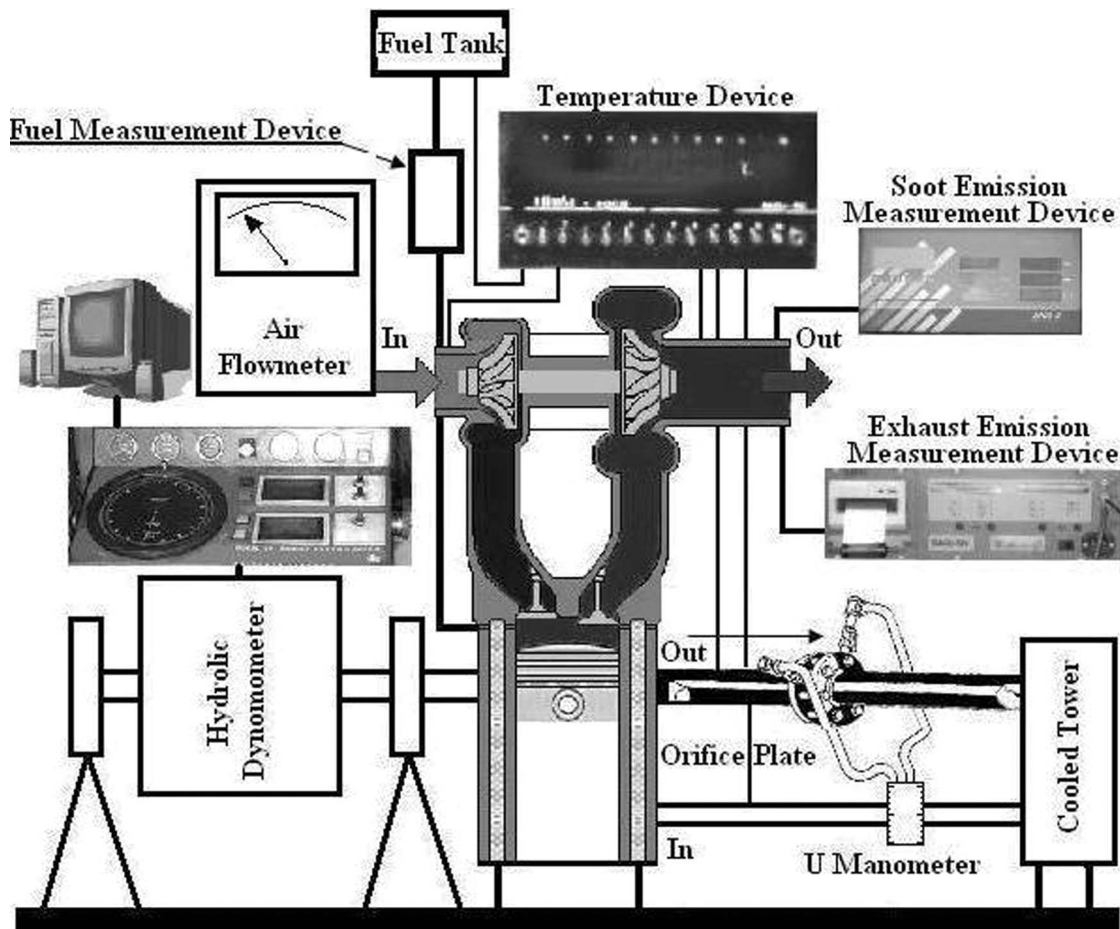 Fuel Tank
Temperature Device
Fuel Measurement Device
Soot Emission
Measurement Device
In
Air
Flowmeter
Out
Exhaust Emission
Measurement Device
Hydrolic
Dynomometer
Out
Orifice Plate
Cooled Tower
In
U Manometer